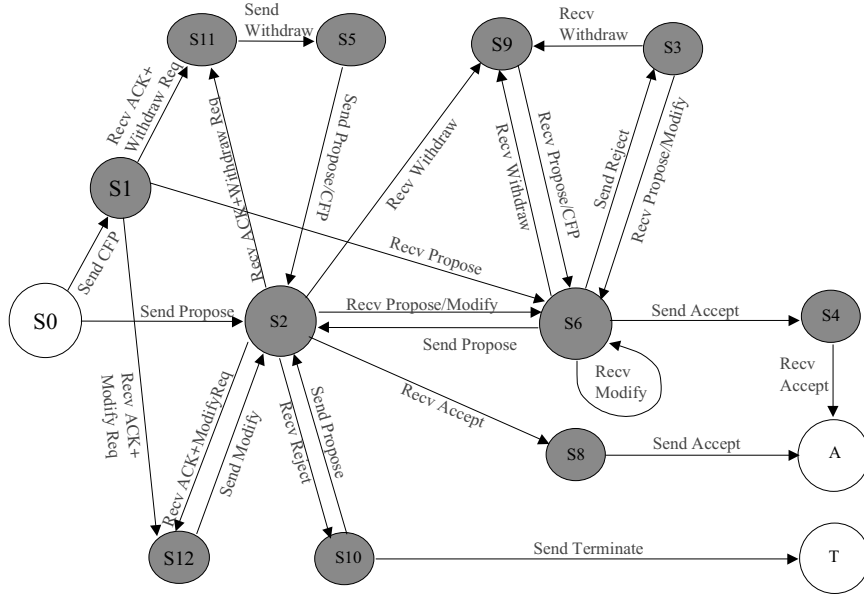 Send
Withdraw
Recv
Withdraw
S11
S5
S9
S3
Recv ACK+
Withdraw Req
Recv ACK+Withdraw Req
Send Propose/CFP
Recv Withdraw
Recv Withdraw
Recv Propose/CFP
Send Reject
Recv Propose/Modify
S1
Recv Propose
Send CFP
S0
Send Propose
S2
Recv Propose/Modify
Send Propose
S6
Send Accept
S4
Recv
Modify
Recv
Accept
Recv ACK+
Modify Req
Recv ACK+ModifyReq
Send Modify
Recv Reject
Send Propose
Recv Accept
S8
Send Accept
A
S12
S10
Send Terminate
T